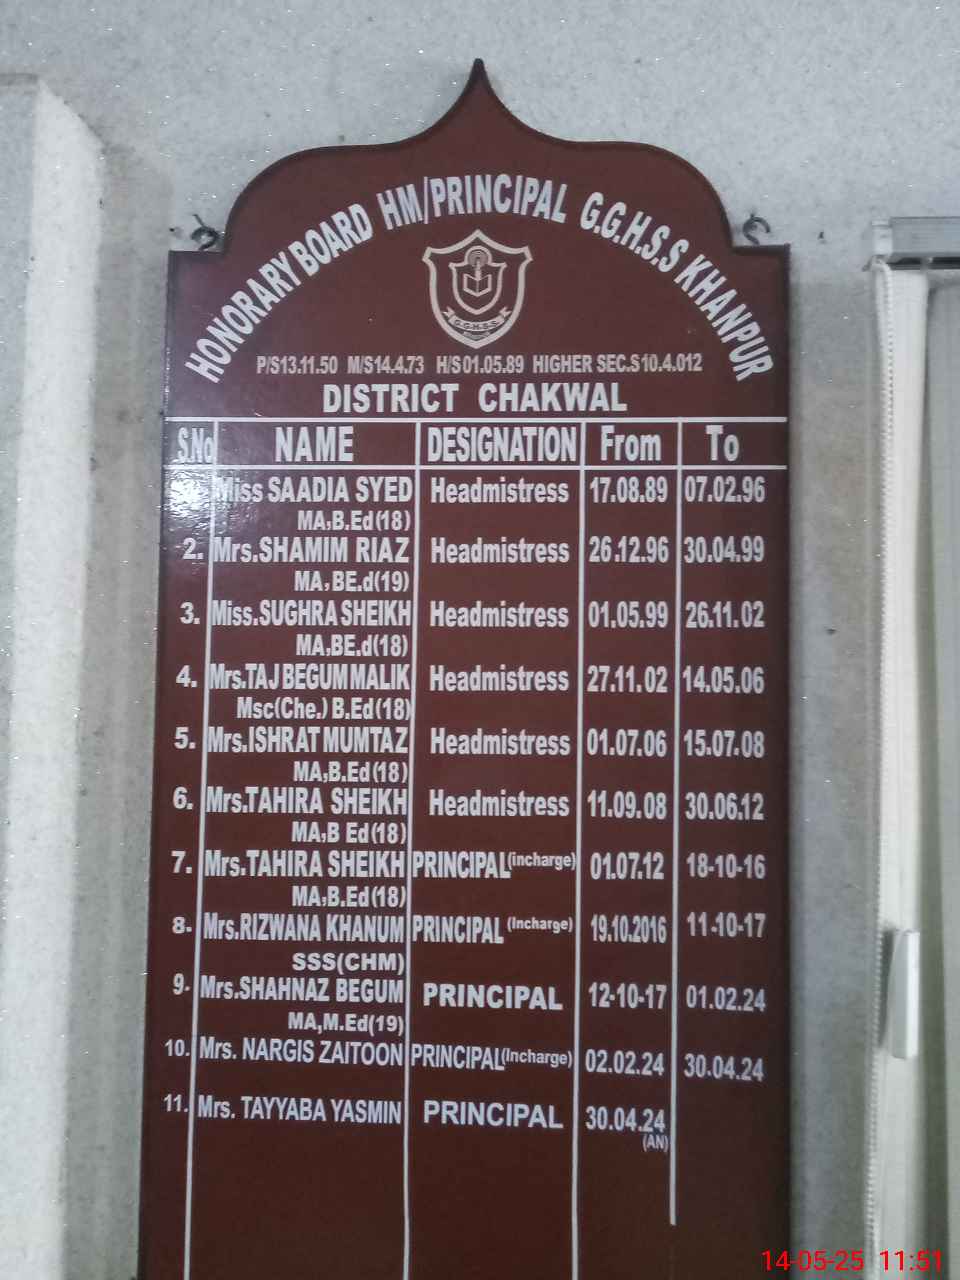 HONORARY BOARD HM/PRINCIPAL G.G.H.S.S KHANPUR
G.G.H.S.S.
P/S13.11.50 M/S14.4.73 H/S01.05.89 HIGHER SEC.S10.4.012
DISTRICT CHAKWAL
S.No NAME DESIGNATION From To
Miss SAADIA SYED Headmistress 17.08.89 07.02.96
MA,B.Ed(18)
2. Mrs.SHAMIM RIAZ Headmistress 26.12.96 30.04.99
MA,BE.d(19)
3. Miss.SUGHRA SHEIKH Headmistress 01.05.99 26.11.02
MA,BE.d(18)
4. Mrs.TAJ BEGUM MALIK Headmistress 27.11.02 14.05.06
Msc(Che.) B.Ed(18)
5. Mrs.ISHRAT MUMTAZ Headmistress 01.07.06 15.07.08
MA,B.Ed(18)
6. Mrs.TAHIRA SHEIKH Headmistress 11.09.08 30.06.12
MA,B Ed(18)
7. Mrs.TAHIRA SHEIKH PRINCIPAL(incharge) 01.07.12 18-10-16
MA,B.Ed(18)
8. Mrs.RIZWANA KHANUM PRINCIPAL (Incharge) 19.10.2016 11-10-17
SSS(CHM)
9. Mrs.SHAHNAZ BEGUM PRINCIPAL 12-10-17 01.02.24
MA,M.Ed(19)
10. Mrs. NARGIS ZAITOON PRINCIPAL(Incharge) 02.02.24 30.04.24
11. Mrs. TAYYABA YASMIN PRINCIPAL 30.04.24
(AN)
14-05-25 11:51